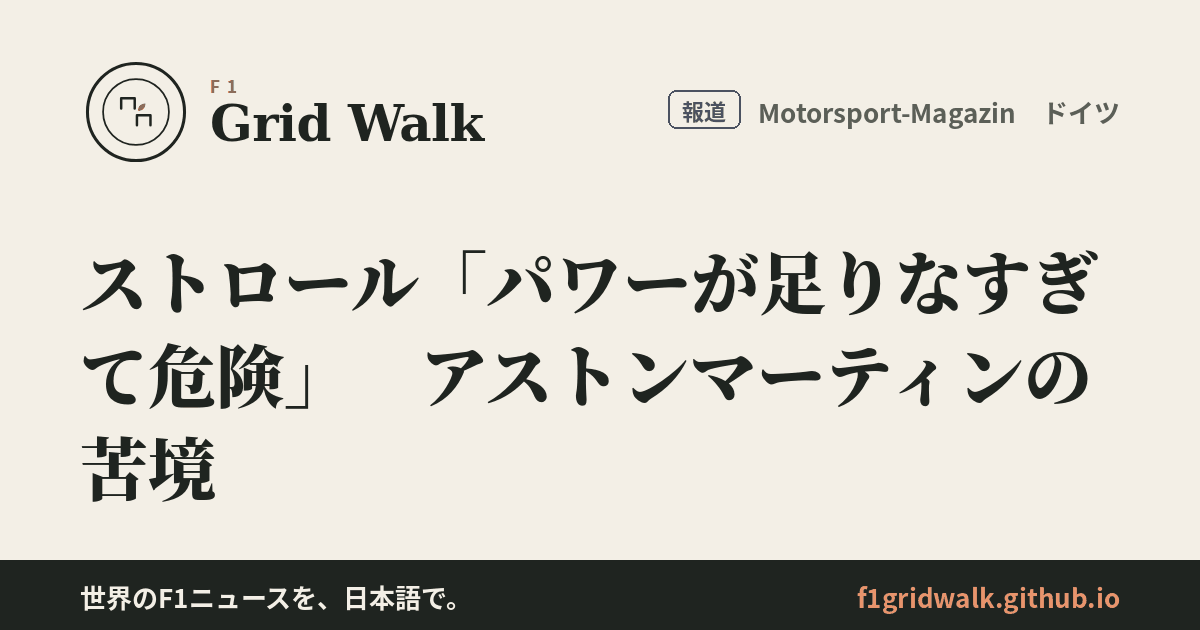 F1
Grid Walk
報道 Motorsport-Magazin ドイツ
ストロール「パワーが足りなすぎ
て危険」 アストンマーティンの
苦境
世界のF1ニュースを、日本語で。
f1gridwalk.github.io